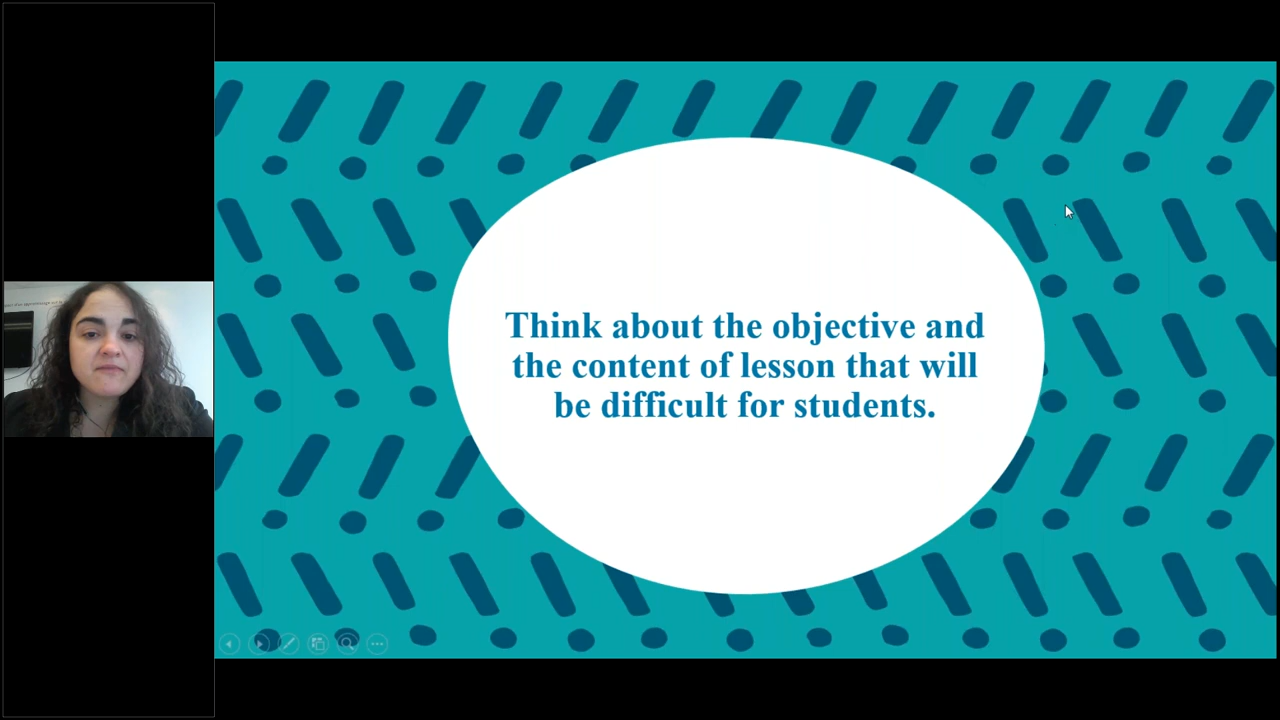 Think about the objective and
the content of lesson that will
be difficult for students.